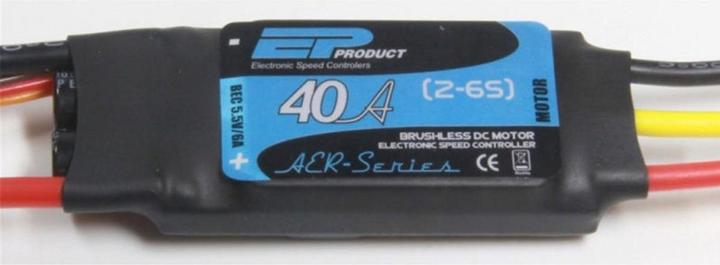 EP PRODUCT
Electronic Speed Controlers
40A
(2-6S)
BEC 5.5V/6A
MOTOR
BRUSHLESS DC MOTOR
ELECTRONIC SPEED CONTROLLER
AER-Series
CE